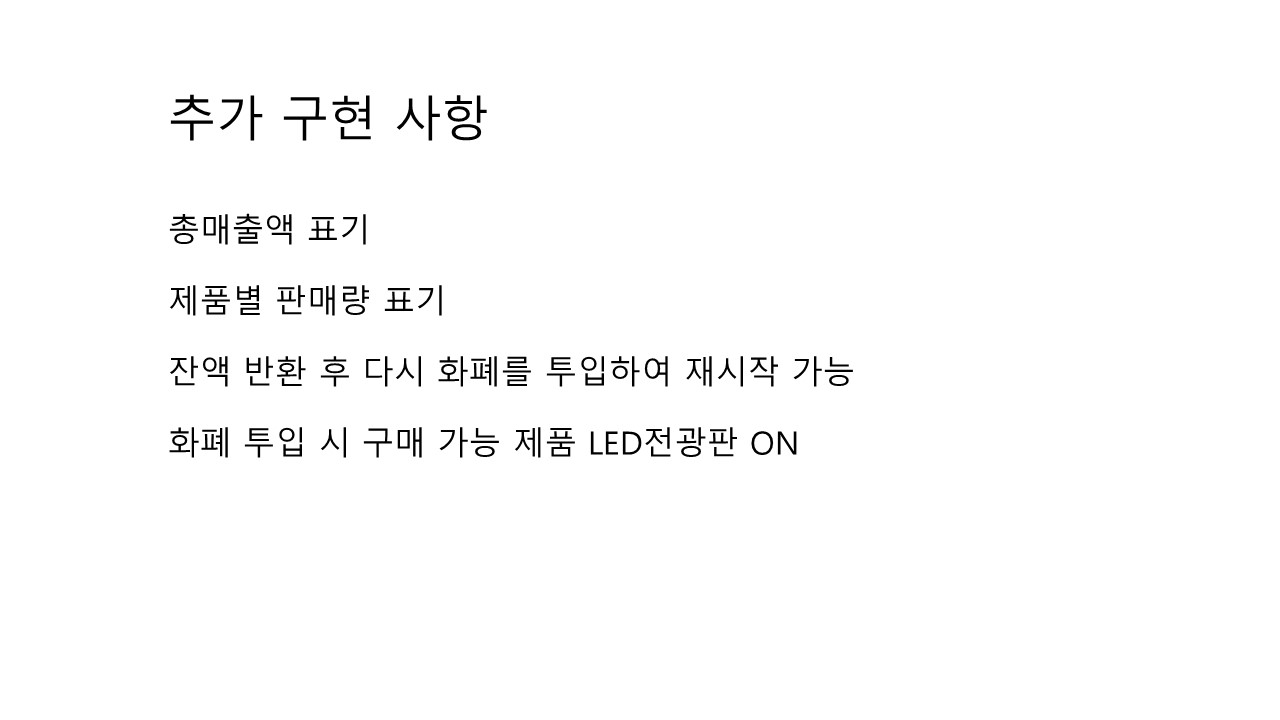 추가 구현 사항
총매출액 표기
제품별 판매량 표기
잔액 반환 후 다시 화폐를 투입하여 재시작 가능
화폐 투입 시 구매 가능 제품 LED전광판 ON